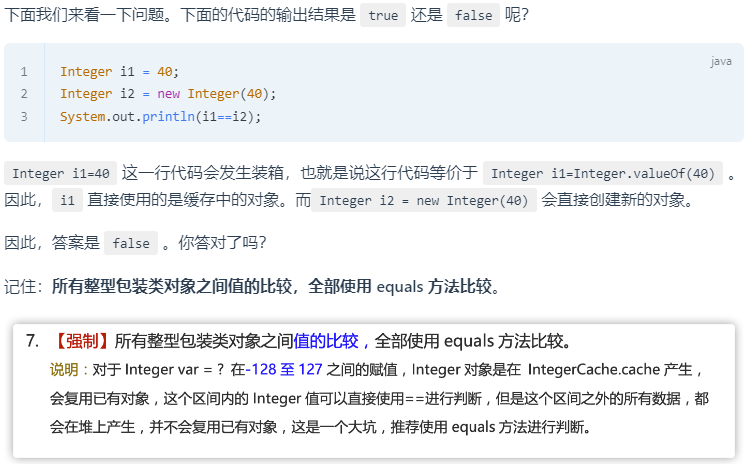 下面我们来看一下问题。下面的代码的输出结果是 true 还是 false 呢？
java
1 Integer i1 = 40;
2 Integer i2 = new Integer(40);
3 System.out.println(i1==i2);
Integer i1=40 这一行代码会发生装箱，也就是说这行代码等价于 Integer i1=Integer.valueOf(40) 。
因此， i1 直接使用的是缓存中的对象。而 Integer i2 = new Integer(40) 会直接创建新的对象。
因此，答案是 false 。你答对了吗？
记住：所有整型包装类对象之间值的比较，全部使用 equals 方法比较。
7. 【强制】所有整型包装类对象之间值的比较，全部使用 equals 方法比较。
说明：对于 Integer var = ? 在-128 至 127 之间的赋值，Integer 对象是在 IntegerCache.cache 产生，
会复用已有对象，这个区间内的 Integer 值可以直接使用==进行判断，但是这个区间之外的所有数据，都
会在堆上产生，并不会复用已有对象，这是一个大坑，推荐使用 equals 方法进行判断。